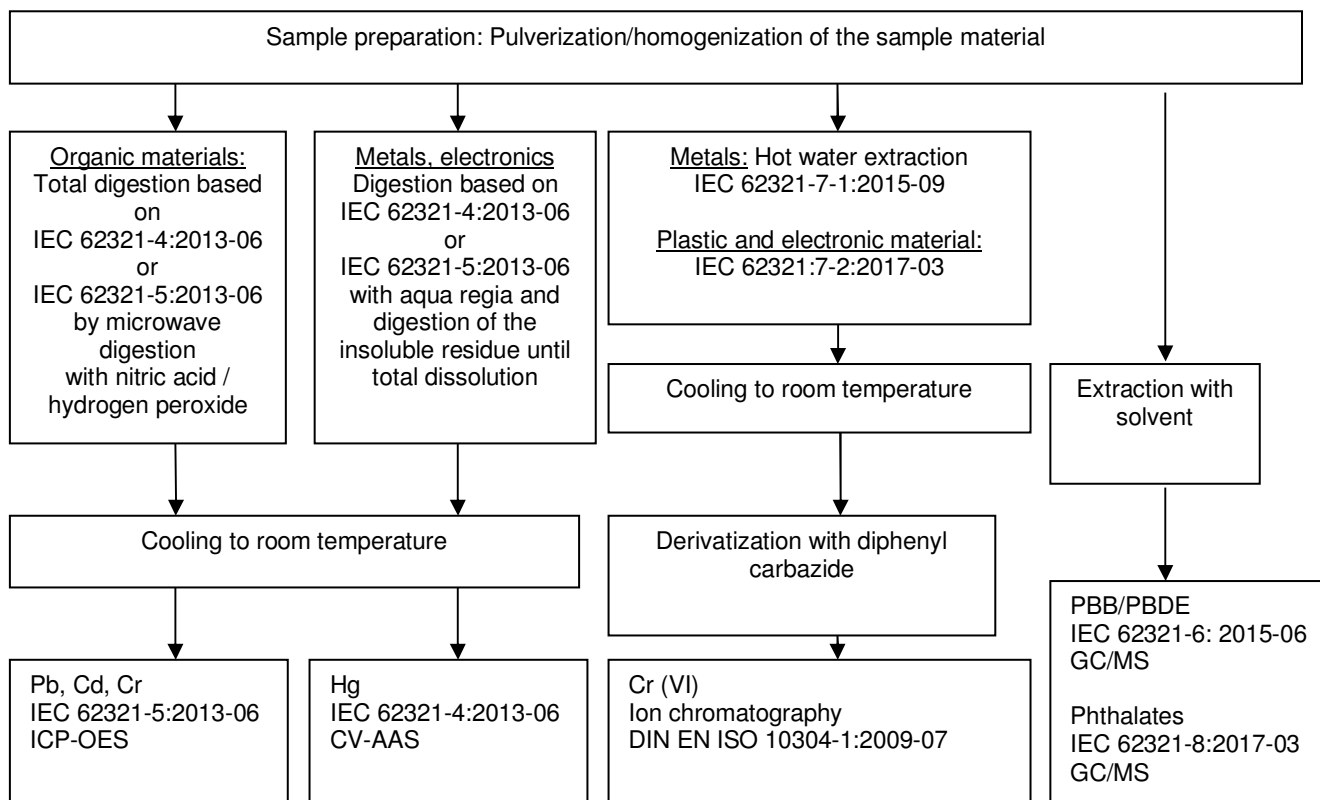 Sample preparation: Pulverization/homogenization of the sample material
Organic materials:
Total digestion based
on
IEC 62321-4:2013-06
or
IEC 62321-5:2013-06
by microwave
digestion
with nitric acid /
hydrogen peroxide
Metals, electronics
Digestion based on
IEC 62321-4:2013-06
or
IEC 62321-5:2013-06
with aqua regia and
digestion of the
insoluble residue until
total dissolution
Metals: Hot water extraction
IEC 62321-7-1:2015-09
Plastic and electronic material:
IEC 62321:7-2:2017-03
Cooling to room temperature
Extraction with
solvent
Cooling to room temperature
Derivatization with diphenyl
carbazide
Pb, Cd, Cr
IEC 62321-5:2013-06
ICP-OES
Hg
IEC 62321-4:2013-06
CV-AAS
Cr (VI)
Ion chromatography
DIN EN ISO 10304-1:2009-07
PBB/PBDE
IEC 62321-6: 2015-06
GC/MS
Phthalates
IEC 62321-8:2017-03
GC/MS